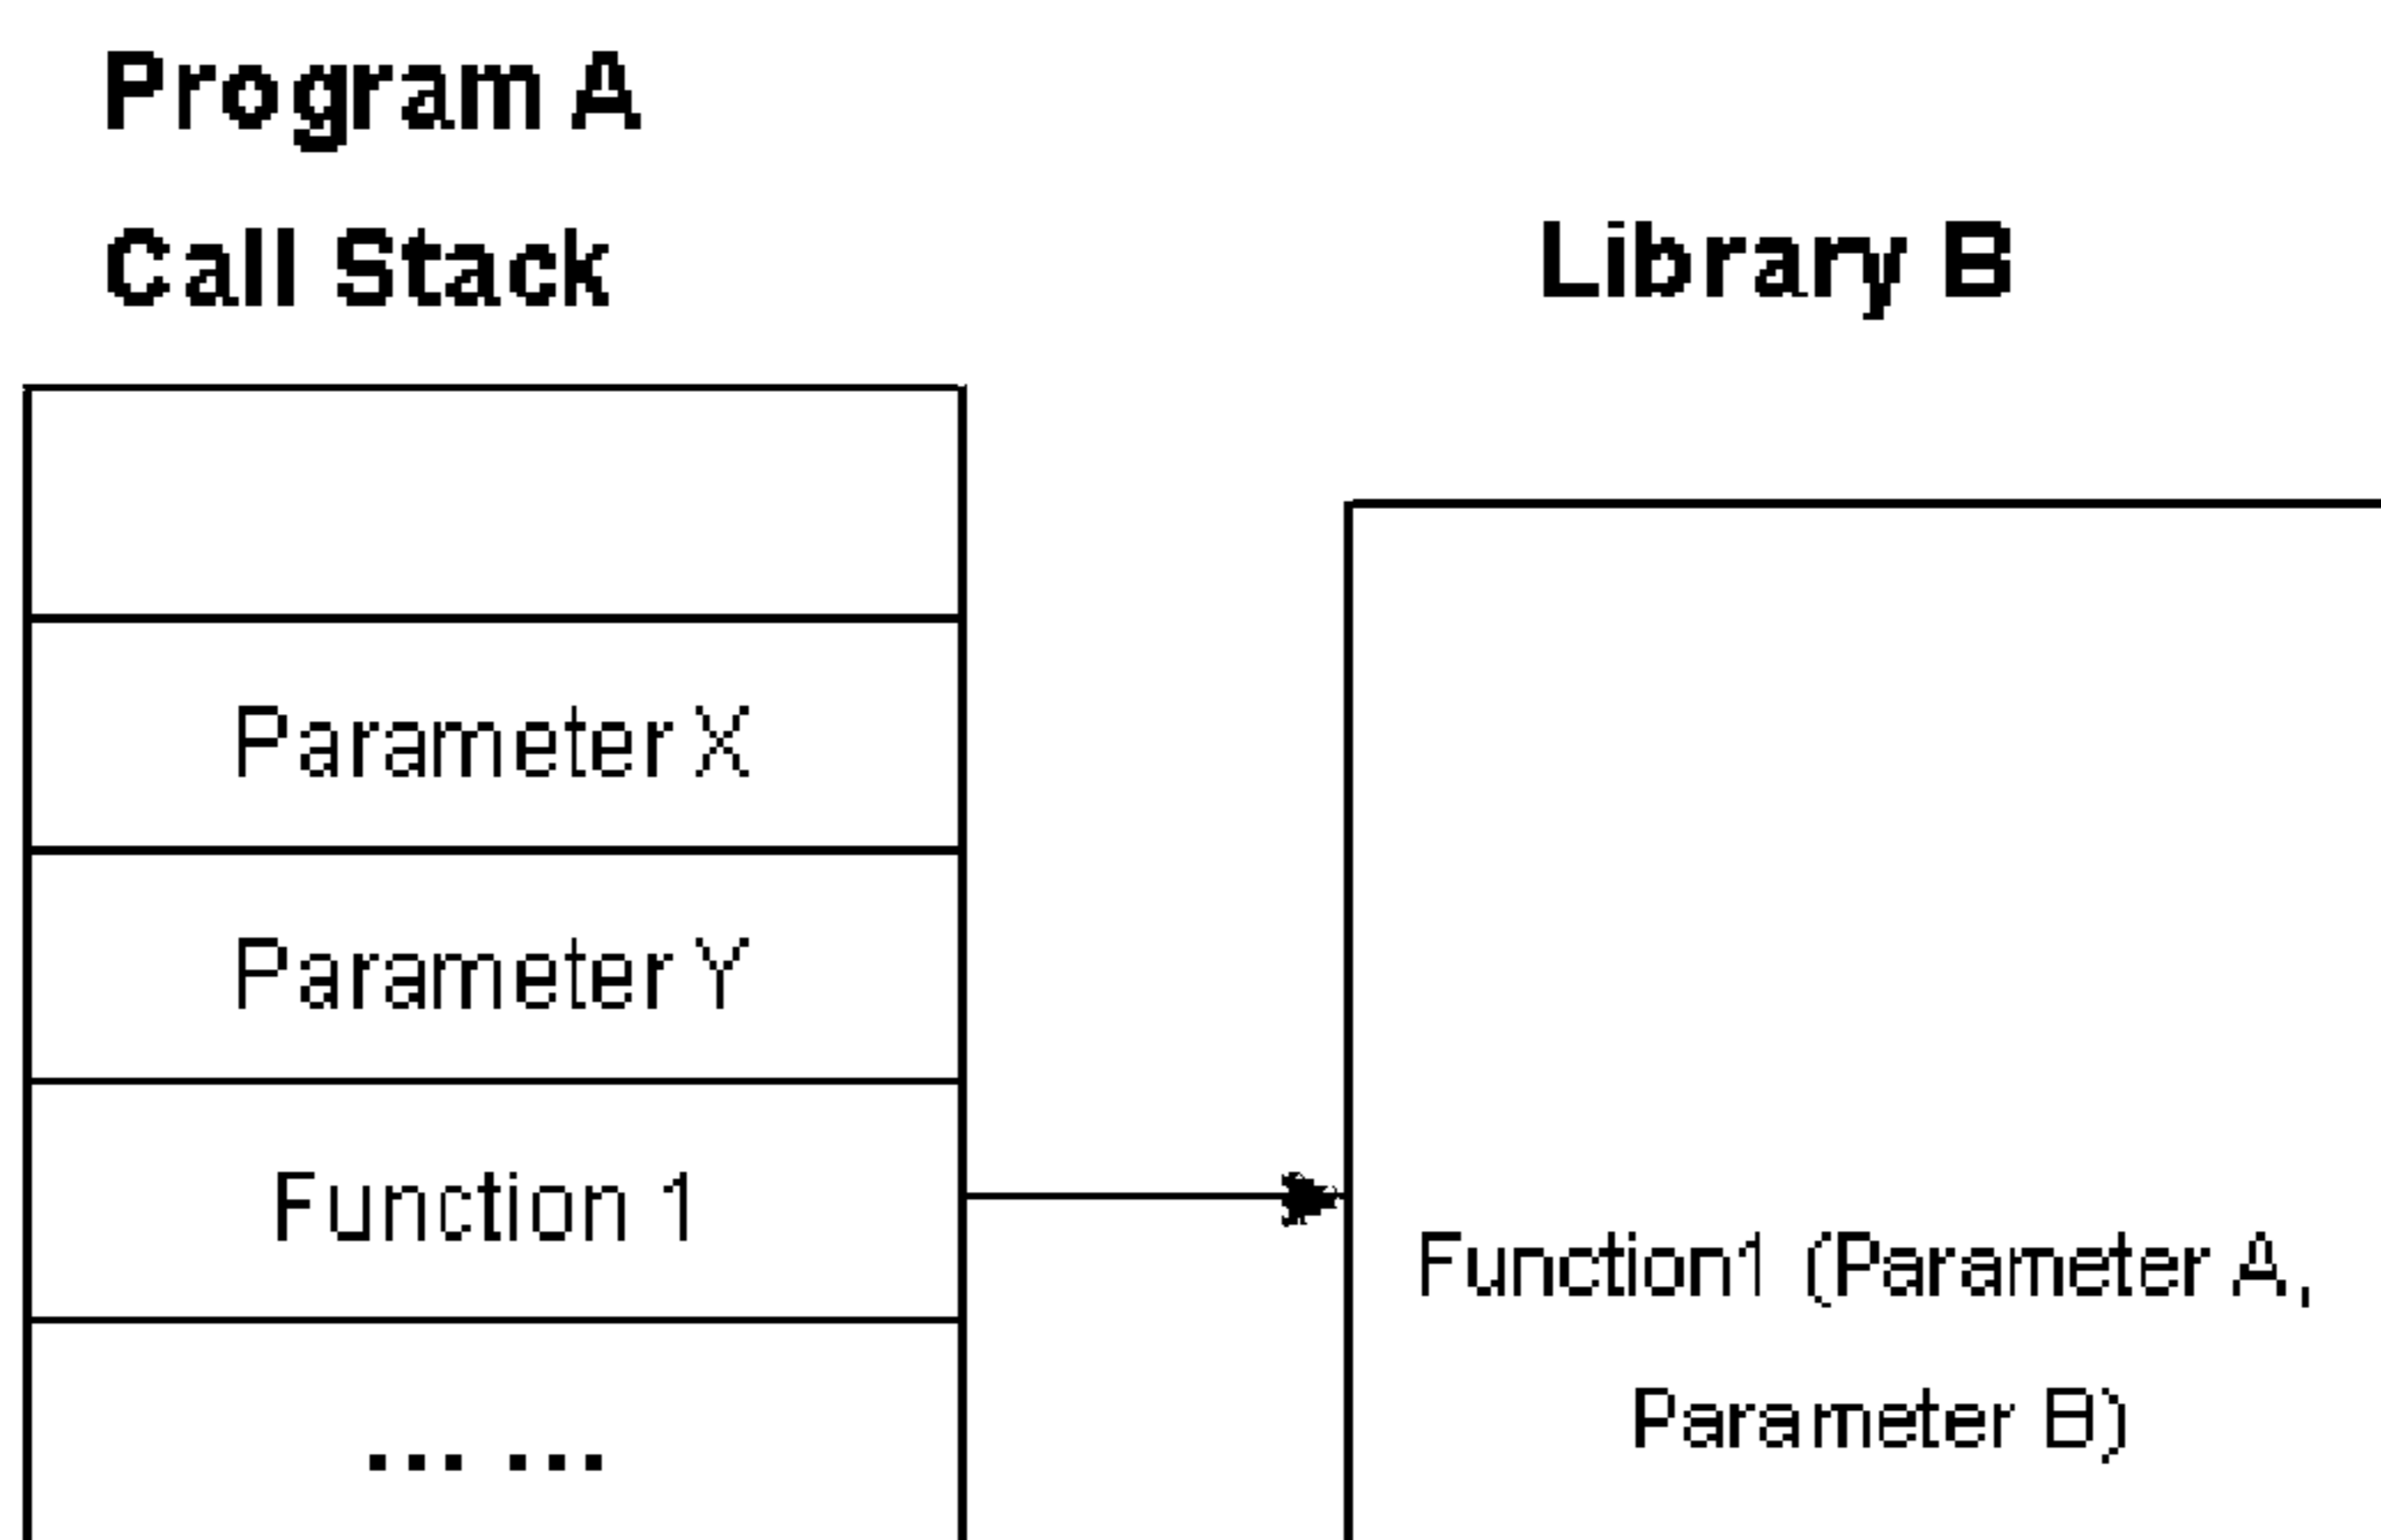 Program A
Call Stack
Library B
Parameter X
Parameter Y
Function 1
... ...
Function1 (Parameter A,
Parameter B)